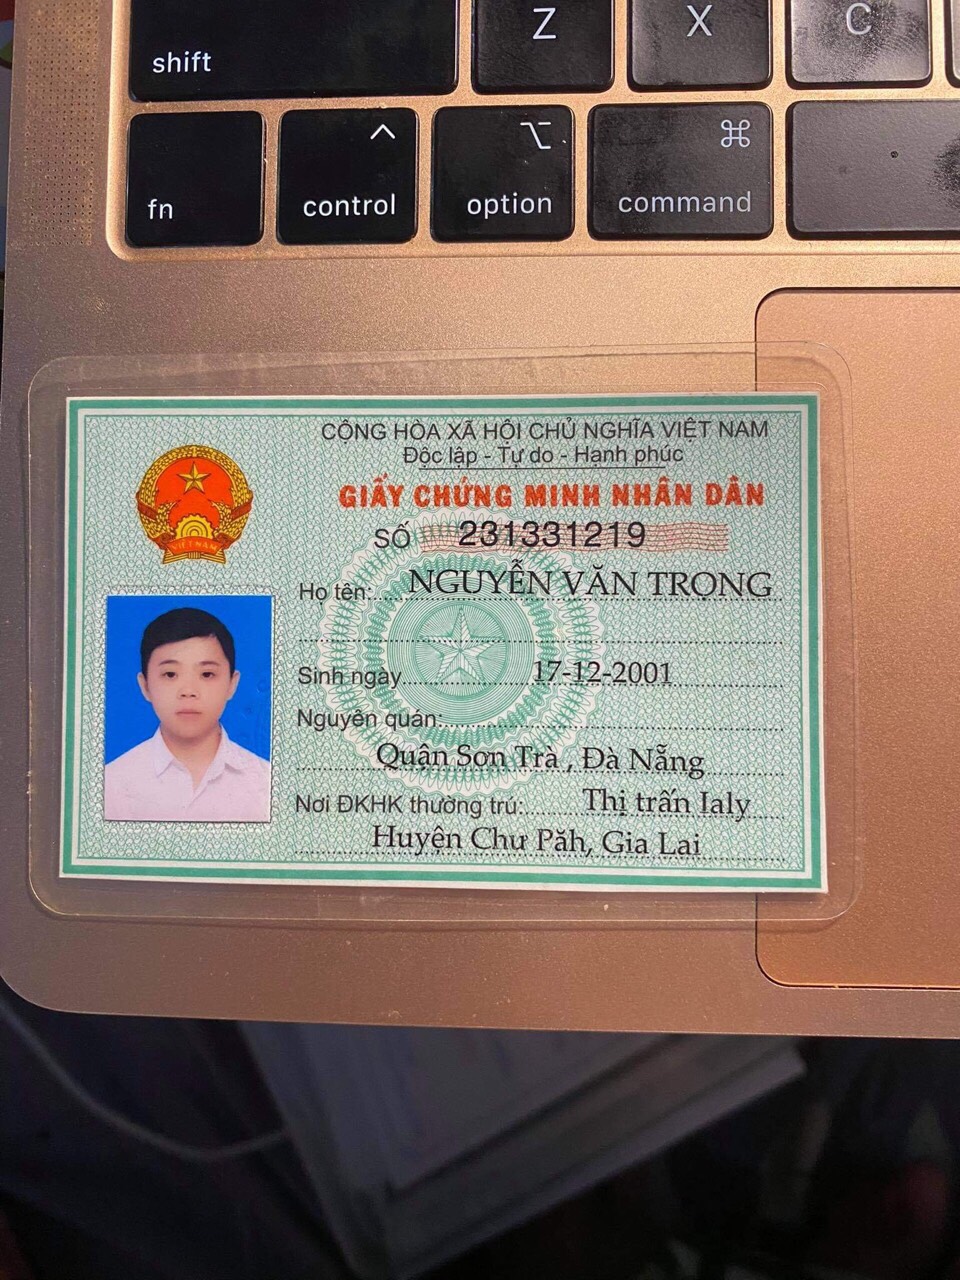 shift
Z
X
C
fn
control
option
⌘
command
CỘNG HÒA XÃ HỘI CHỦ NGHĨA VIỆT NAM
Độc lập - Tự do - Hạnh phúc
GIẤY CHỨNG MINH NHÂN DÂN
SỐ 231331219
Họ tên: NGUYỄN VĂN TRỌNG
Sinh ngày 17-12-2001
Nguyên quán:
Quận Sơn Trà , Đà Nẵng
Nơi ĐKHK thường trú: Thị trấn Ialy
Huyện Chư Păh, Gia Lai
VIỆT NAM